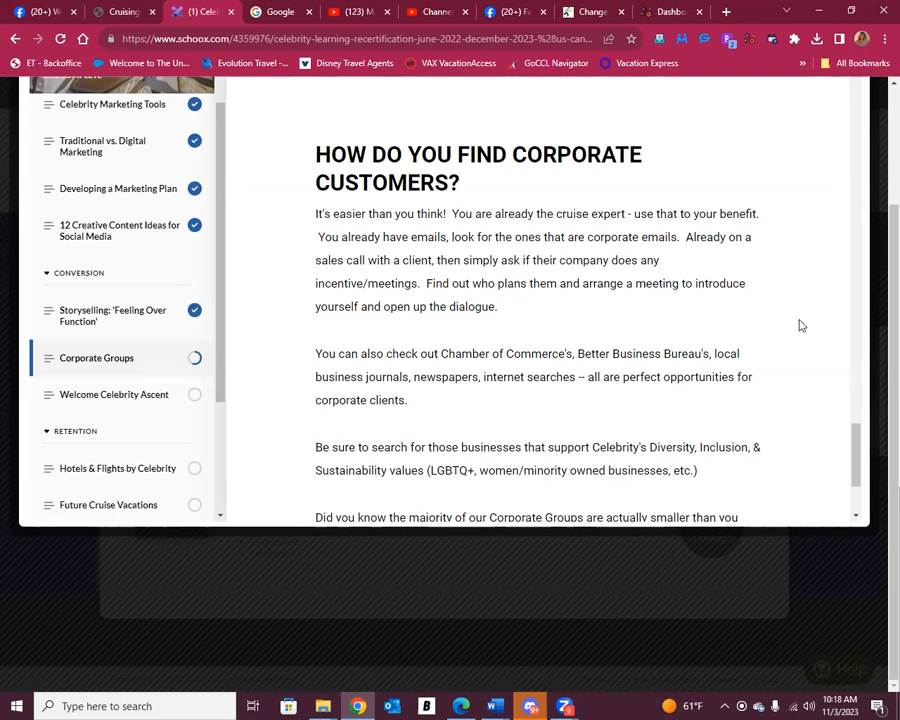 (20+) W
Cruising
(1) Cele
Google
(123) M
Channel
(20+) F
Change
Dashbo
https://www.schoox.com/4359976/celebrity-learning-recertification-june-2022-december-2023-%28us-can...
2
ET - Backoffice
Welcome to The Un...
Evolution Travel -...
Disney Travel Agents
VAX VacationAccess
GoCCL Navigator
Vacation Express
»
All Bookmarks
Celebrity Marketing Tools
Traditional vs. Digital
Marketing
Developing a Marketing Plan
12 Creative Content Ideas for
Social Media
CONVERSION
Storyselling: 'Feeling Over
Function'
Corporate Groups
Welcome Celebrity Ascent
RETENTION
Hotels & Flights by Celebrity
Future Cruise Vacations
HOW DO YOU FIND CORPORATE
CUSTOMERS?
It's easier than you think! You are already the cruise expert - use that to your benefit.
You already have emails, look for the ones that are corporate emails. Already on a
sales call with a client, then simply ask if their company does any
incentive/meetings. Find out who plans them and arrange a meeting to introduce
yourself and open up the dialogue.
You can also check out Chamber of Commerce's, Better Business Bureau's, local
business journals, newspapers, internet searches -- all are perfect opportunities for
corporate clients.
Be sure to search for those businesses that support Celebrity's Diversity, Inclusion, &
Sustainability values (LGBTQ+, women/minority owned businesses, etc.)
Did you know the majority of our Corporate Groups are actually smaller than you
Help
Type here to search
61°F
10:18 AM
11/3/2023